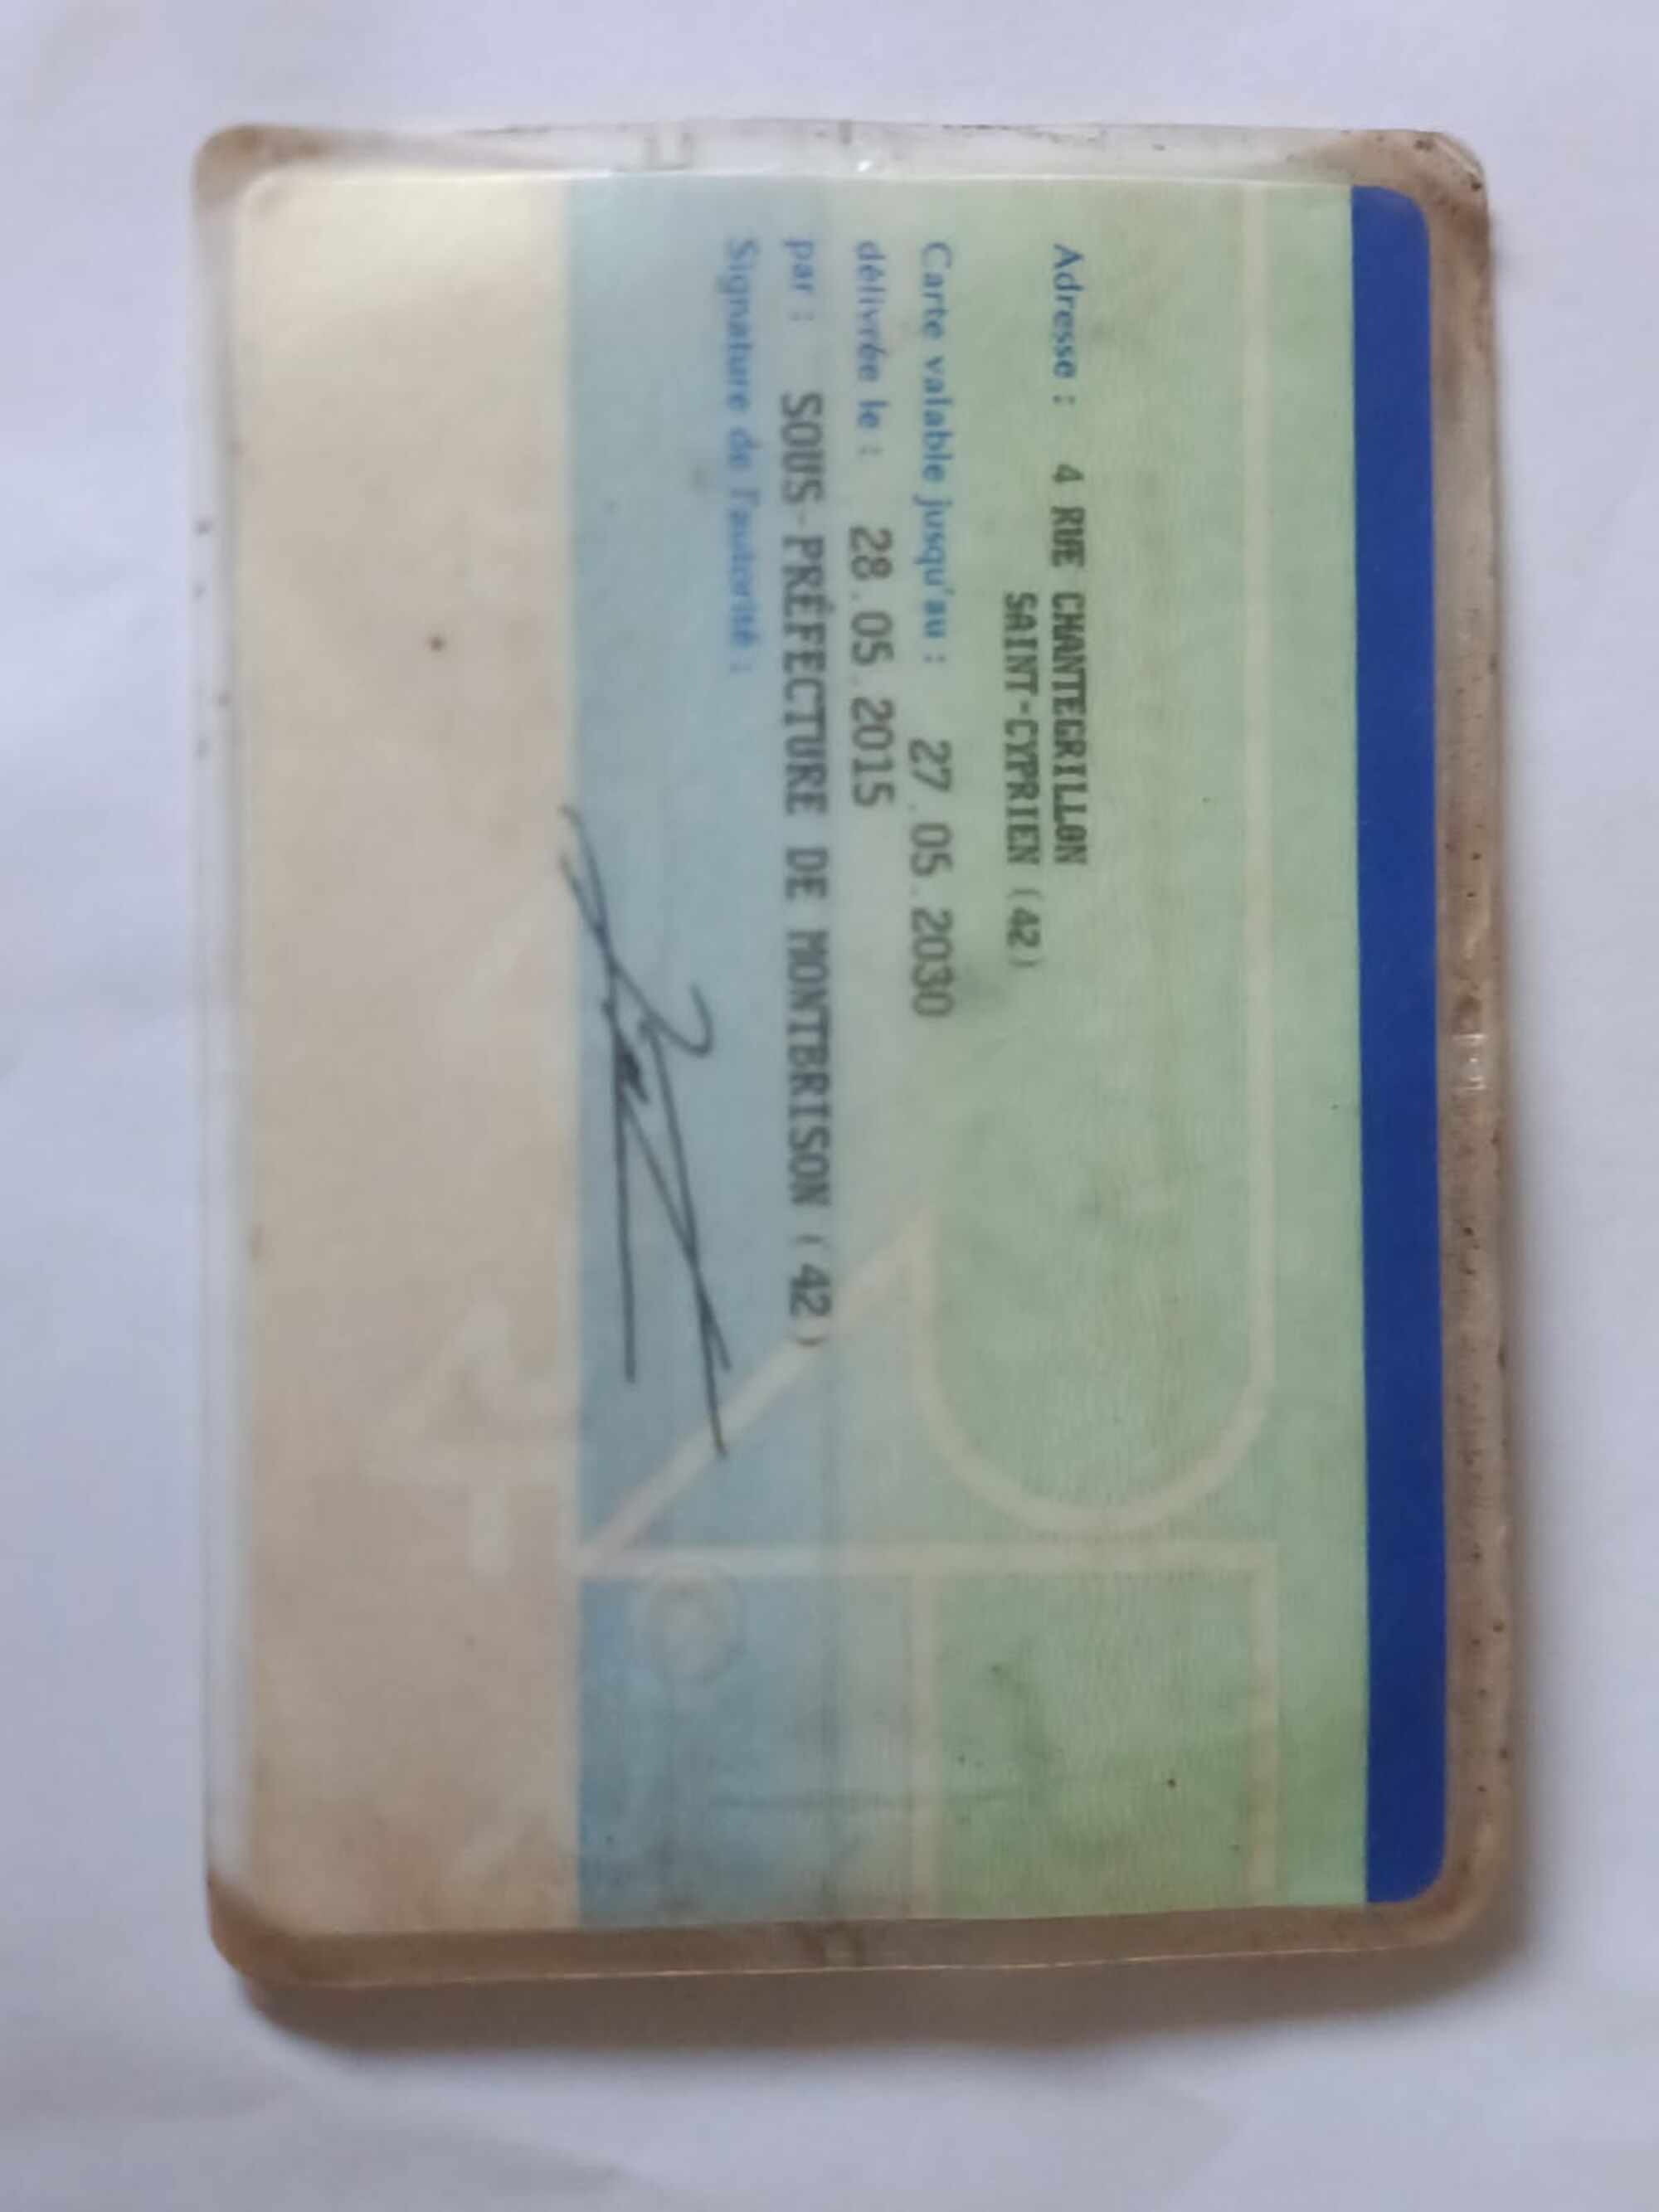 Adresse : 4 RUE CHANTEGRILLON
SAINT-CYPRIEN (42)
Carte valable jusqu'au : 27.05.2030
délivrée le : 28.05.2015
par : SOUS-PRÉFECTURE DE MONTBRISON (42)
Signature de l'autorité :